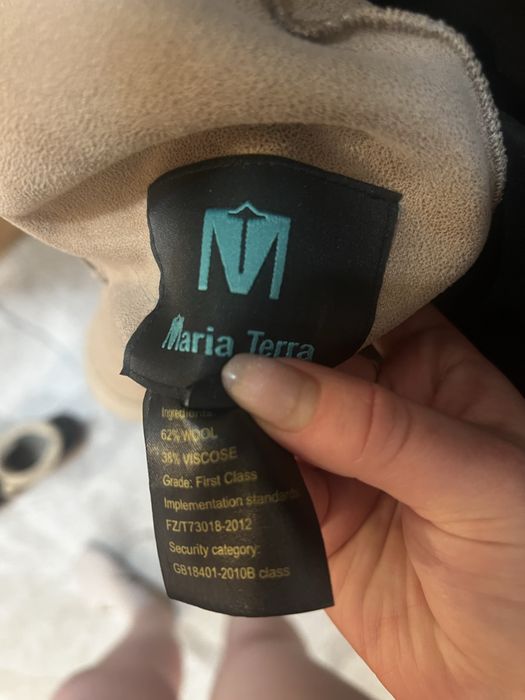 Maria Terra
Ingredients
62% WOOL
38% VISCOSE
Grade: First Class
Implementation standards
FZ/T73018-2012
Security category:
GB18401-2010B class